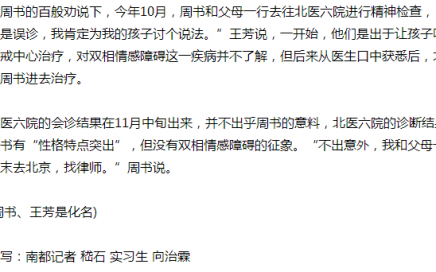 周书的百般劝说下，今年10月，周书和父母一行去往北医六院进行精神检查，
是误诊，我肯定为我的孩子讨个说法。”王芳说，一开始，他们是出于让孩子
戒中心治疗，对双相情感障碍这一疾病并不了解，但后来从医生口中获悉后，
周书进去治疗。
医六院的会诊结果在11月中旬出来，并不出乎周书的意料，北医六院的诊断结
书有“性格特点突出”，但没有双相情感障碍的征象。“不出意外，我和父母
末去北京，找律师。”周书说。
周书、王芳是化名)
写：南都记者 嵇石 实习生 向治霖